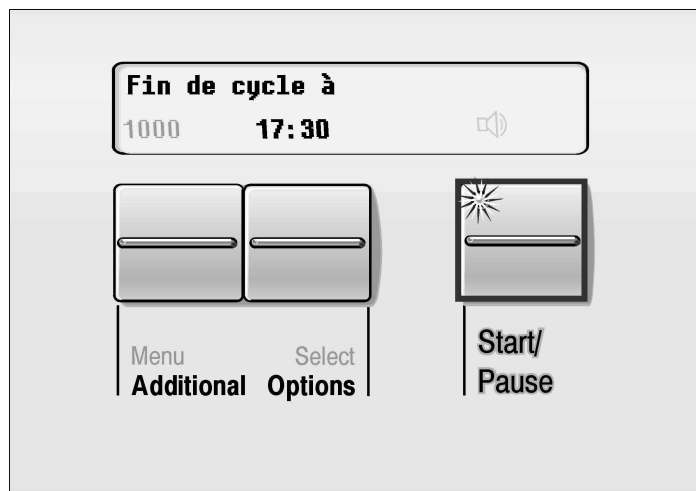 Fin de cycle à
1000 17:30
Menu Select
Additional Options
Start/
Pause